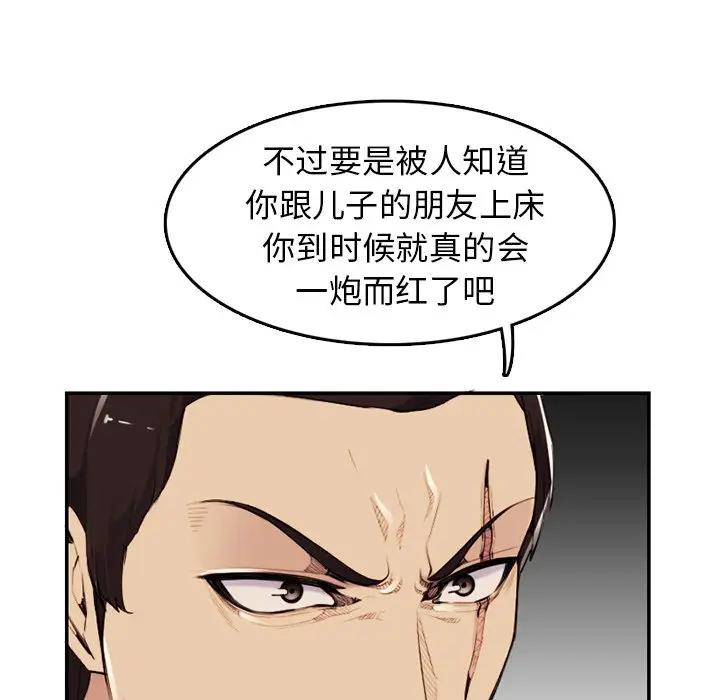 不过要是被人知道
你跟儿子的朋友上床
你到时候就真的会
一炮而红了吧